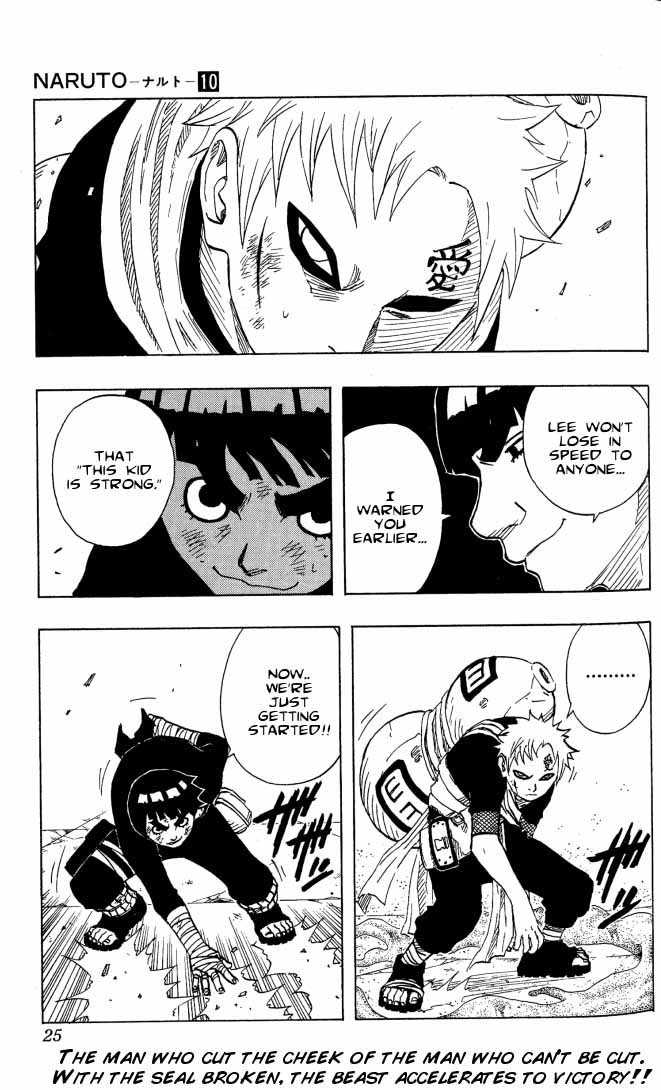 NARUTO―ナルト―10
愛
LEE WON'T
LOSE IN
SPEED TO
ANYONE...
I
WARNED
YOU
EARLIER...
THAT
"THIS KID
IS STRONG."
.........
NOW..
WE'RE
JUST
GETTING
STARTED!!
25
THE MAN WHO CUT THE CHEEK OF THE MAN WHO CAN'T BE CUT.
WITH THE SEAL BROKEN, THE BEAST ACCELERATES TO VICTORY!!